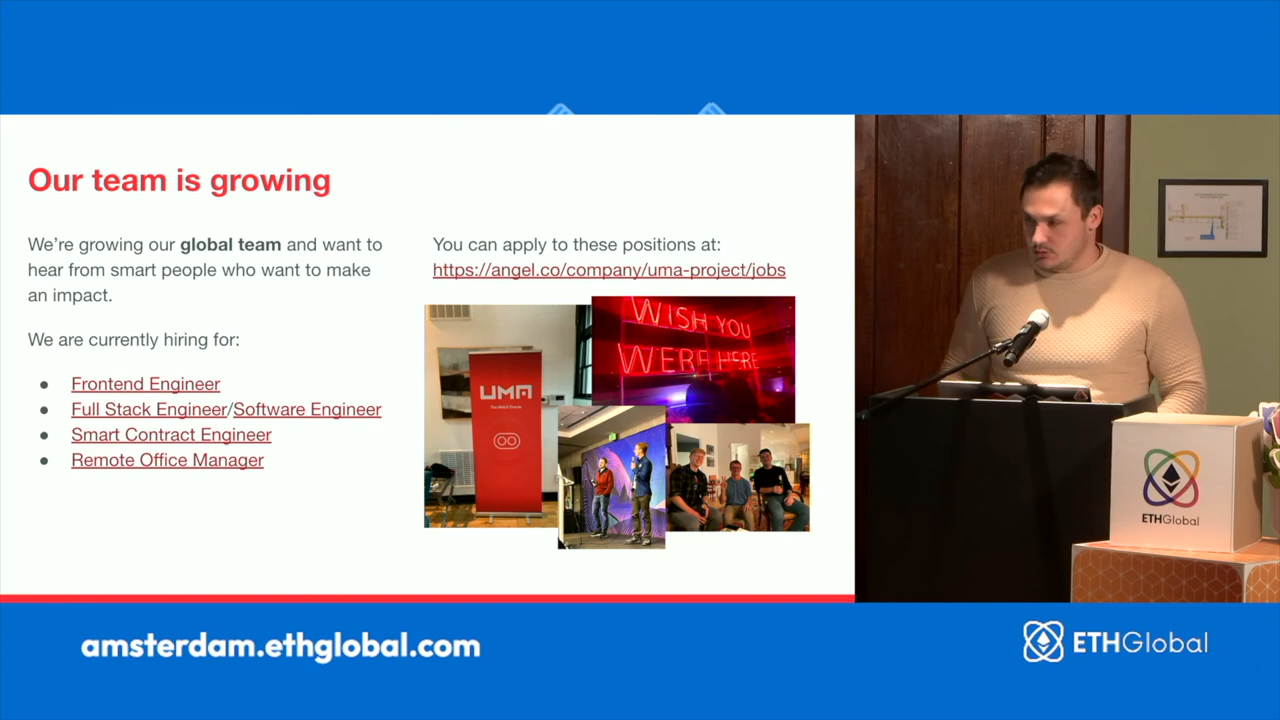 Our team is growing
We're growing our global team and want to
hear from smart people who want to make
an impact.
We are currently hiring for:
● Frontend Engineer
● Full Stack Engineer/Software Engineer
● Smart Contract Engineer
● Remote Office Manager
You can apply to these positions at:
https://angel.co/company/uma-project/jobs
WISH YOU
WERE HERE
UMA
ETHGlobal
amsterdam.ethglobal.com
ETHGlobal